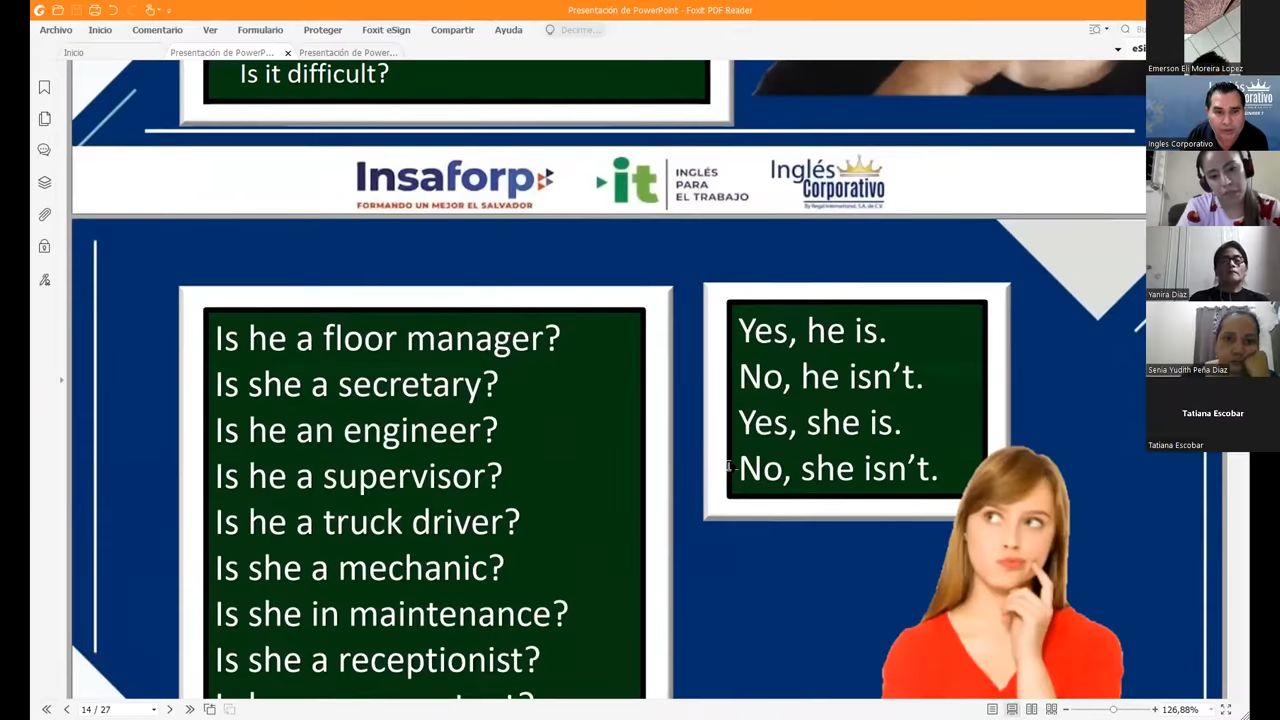 Presentación de PowerPoint - Foxit PDF Reader
Archivo Inicio Comentario Ver Formulario Proteger Foxit eSign Compartir Ayuda Decirme...
Inicio Presentación de PowerP... Presentación de Power...
Is it difficult?
Insaforp
FORMANDO UN MEJOR EL SALVADOR
it INGLÉS PARA EL TRABAJO
Inglés Corporativo
Is he a floor manager?
Is she a secretary?
Is he an engineer?
Is he a supervisor?
Is he a truck driver?
Is she a mechanic?
Is she in maintenance?
Is she a receptionist?
Yes, he is.
No, he isn’t.
Yes, she is.
No, she isn’t.
Emerson Eli Moreira Lopez
Ingles Corporativo
Yanira Diaz
Senia Yudith Peña Diaz
Tatiana Escobar
Tatiana Escobar
14 / 27
126,88%